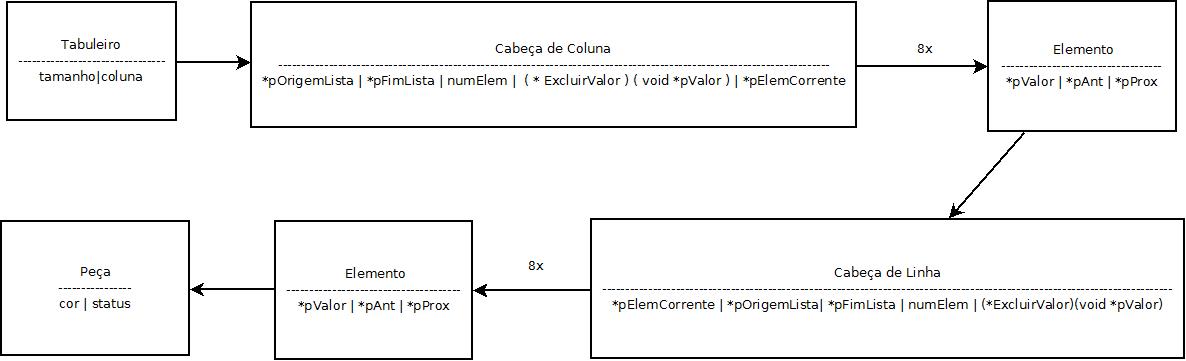 Tabuleiro
tamanho|coluna
Cabeça de Coluna
*pOrigemLista | *pFimLista | numElem | ( * ExcluirValor ) ( void *pValor ) | *pElemCorrente
8x
Elemento
*pValor | *pAnt | *pProx
Peça
cor | status
Elemento
*pValor | *pAnt | *pProx
8x
Cabeça de Linha
*pElemCorrente | *pOrigemLista| *pFimLista | numElem | (*ExcluirValor)(void *pValor)